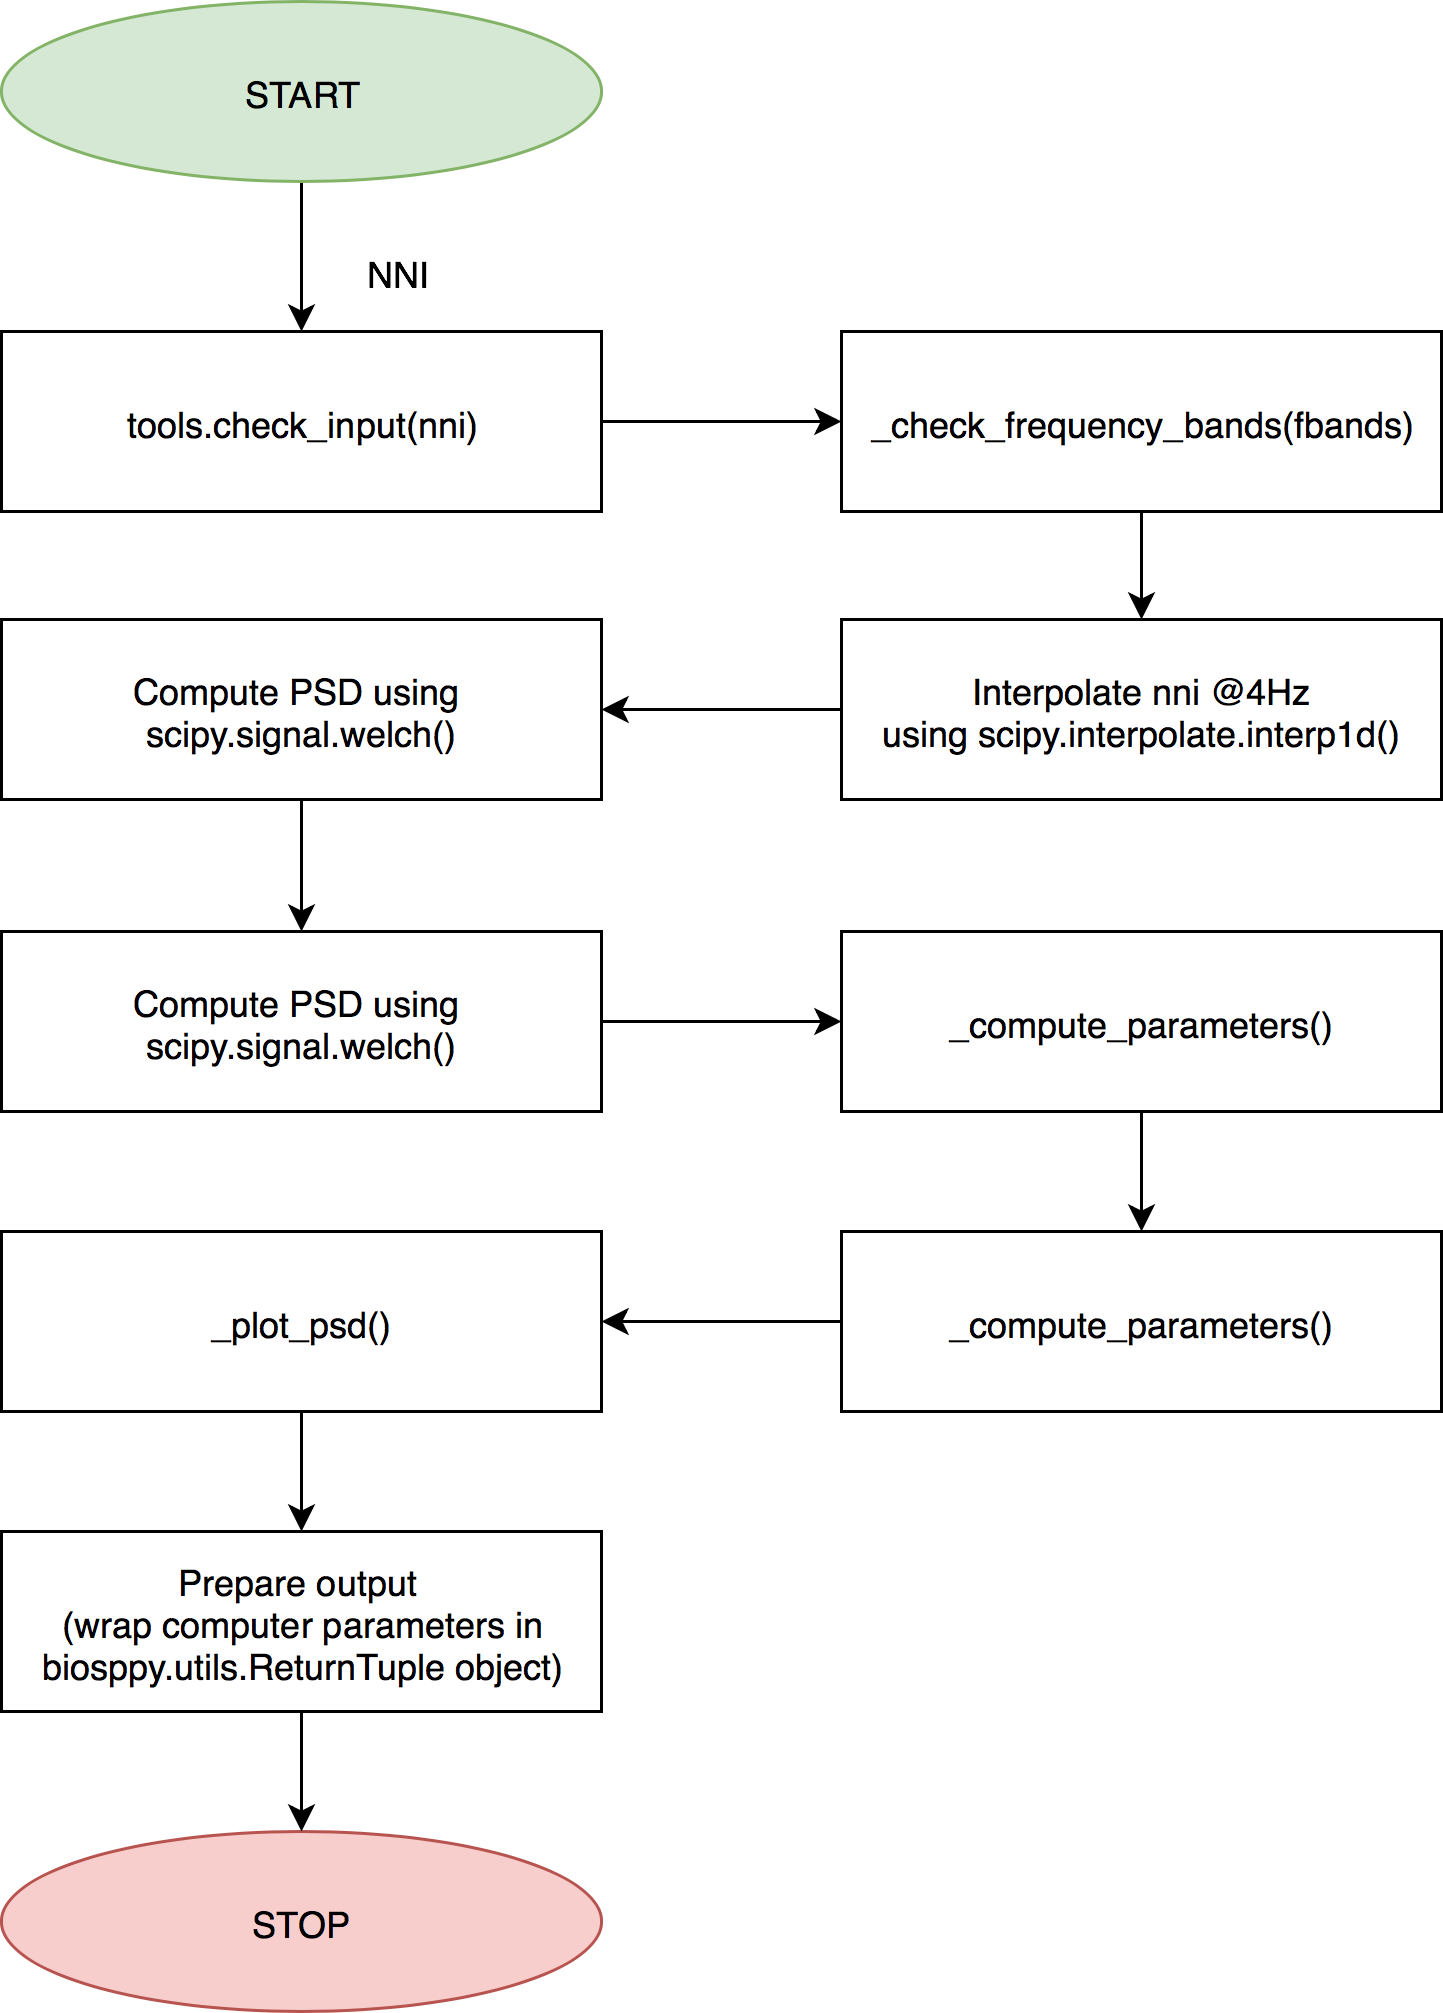 START
NNI
tools.check_input(nni)
_check_frequency_bands(fbands)
Interpolate nni @4Hz
using scipy.interpolate.interp1d()
Compute PSD using
scipy.signal.welch()
Compute PSD using
scipy.signal.welch()
_compute_parameters()
_compute_parameters()
_plot_psd()
Prepare output
(wrap computer parameters in
biosppy.utils.ReturnTuple object)
STOP